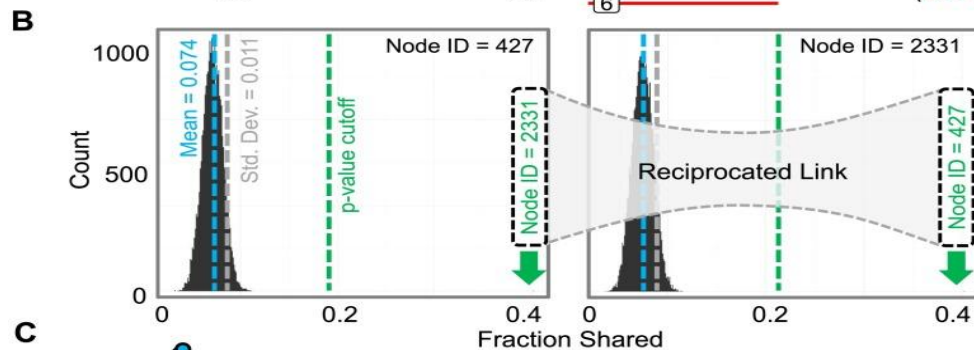 6
B
Node ID = 427
Node ID = 2331
1000
500
0
Count
Mean = 0.074
Std. Dev. = 0.011
p-value cutoff
Node ID = 2331
Reciprocated Link
Node ID = 427
0
0.2
0.4
0
0.2
0.4
Fraction Shared
C